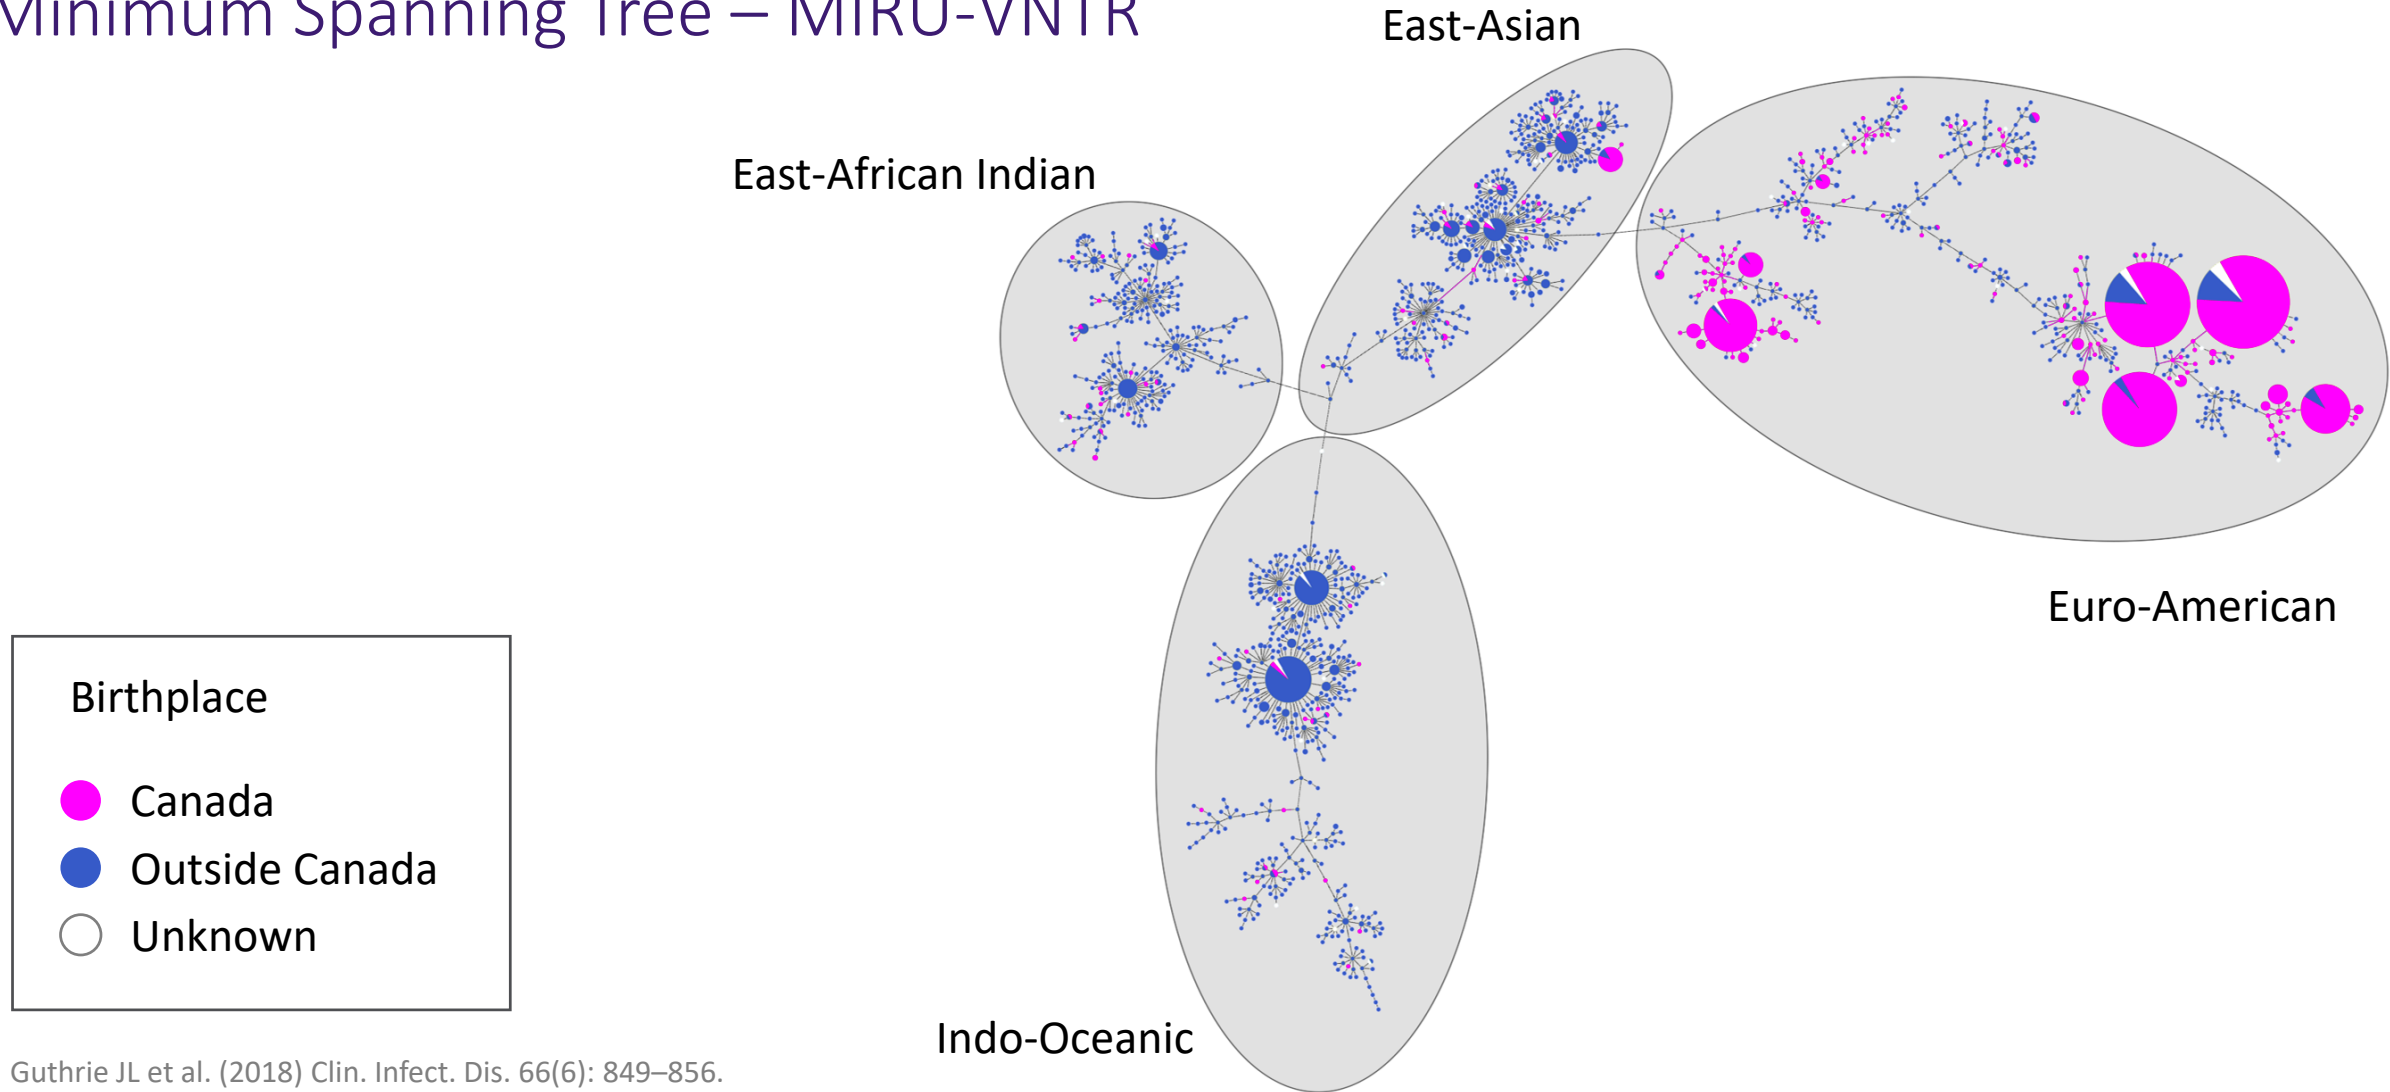 Minimum Spanning Tree – MIRU-VNTR
East-Asian
East-African Indian
Euro-American
Birthplace
Canada
Outside Canada
Unknown
Indo-Oceanic
Guthrie JL et al. (2018) Clin. Infect. Dis. 66(6): 849–856.